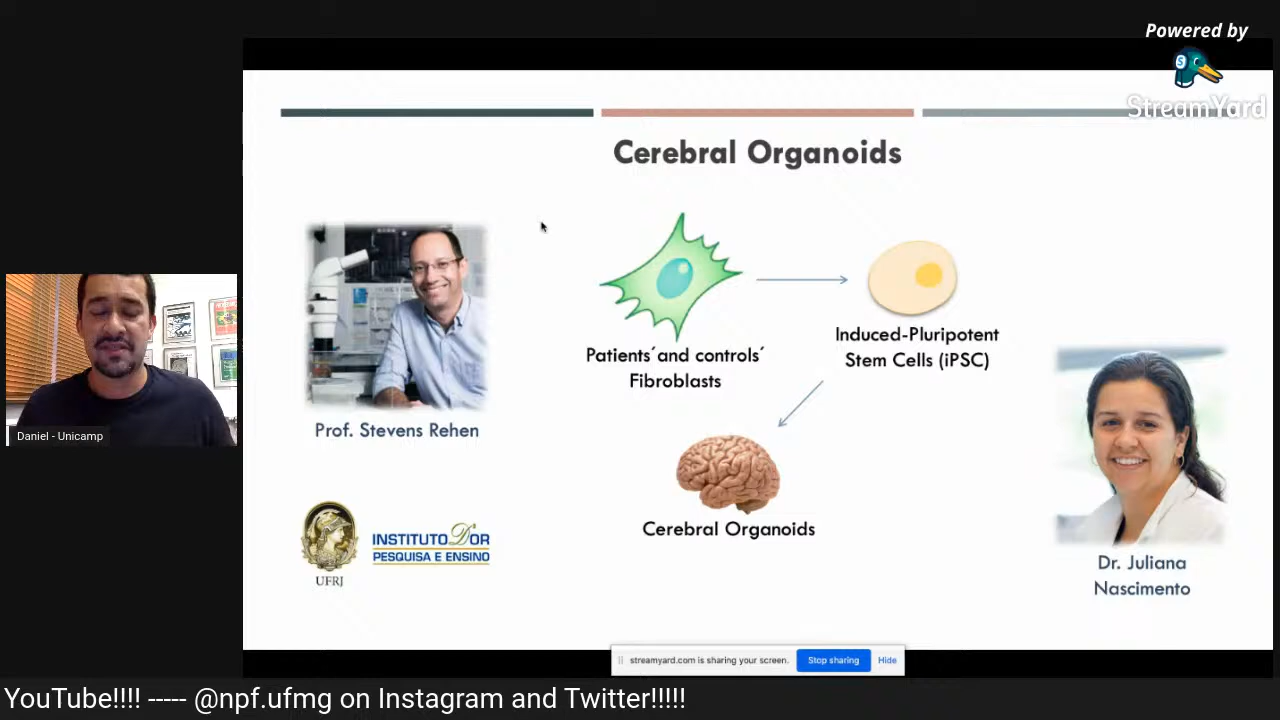 Powered by
StreamYard
Cerebral Organoids
Patients´and controls´
Fibroblasts
Induced-Pluripotent
Stem Cells (iPSC)
Prof. Stevens Rehen
Daniel - Unicamp
Cerebral Organoids
INSTITUTO D'OR
PESQUISA E ENSINO
UFRJ
Dr. Juliana
Nascimento
streamyard.com is sharing your screen.
Stop sharing
Hide
YouTube!!!! ----- @npf.ufmg on Instagram and Twitter!!!!!